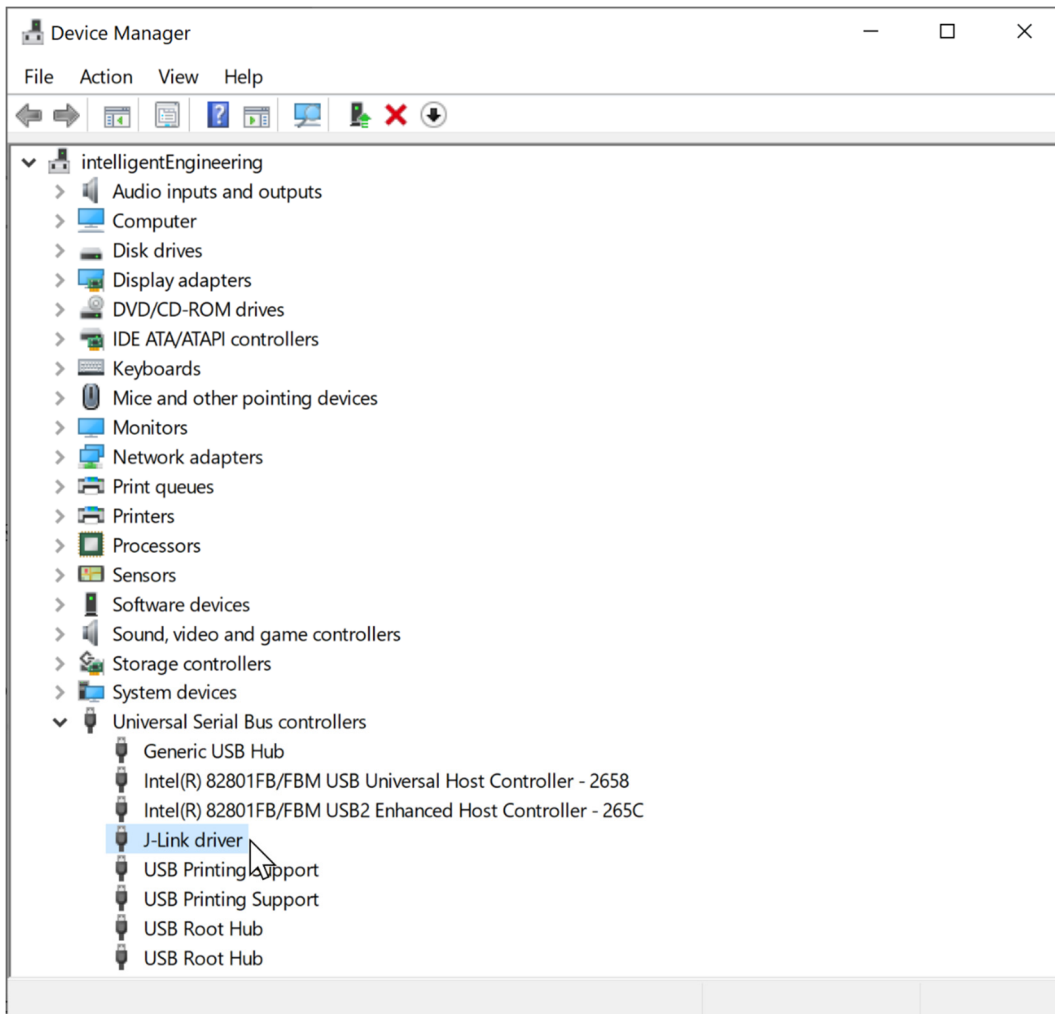 Device Manager
File Action View Help
intelligentEngineering
Audio inputs and outputs
Computer
Disk drives
Display adapters
DVD/CD-ROM drives
IDE ATA/ATAPI controllers
Keyboards
Mice and other pointing devices
Monitors
Network adapters
Print queues
Printers
Processors
Sensors
Software devices
Sound, video and game controllers
Storage controllers
System devices
Universal Serial Bus controllers
Generic USB Hub
Intel(R) 82801FB/FBM USB Universal Host Controller - 2658
Intel(R) 82801FB/FBM USB2 Enhanced Host Controller - 265C
J-Link driver
USB Printing Support
USB Printing Support
USB Root Hub
USB Root Hub